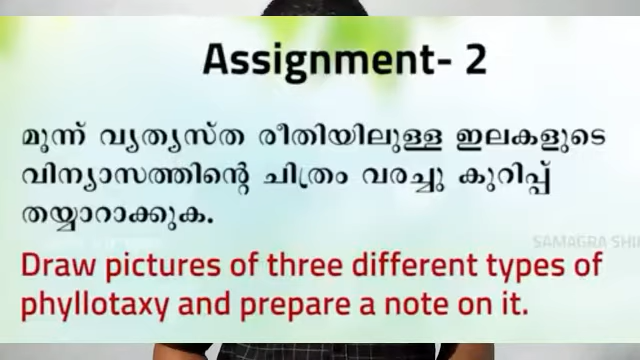 Assignment- 2
മൂന്ന് വ്യത്യസ്ത രീതിയിലുള്ള ഇലകളുടെ
വിന്യാസത്തിന്റെ ചിത്രം വരച്ചു കുറിപ്പ്
തയ്യാറാക്കുക.
SAMAGRA
Draw pictures of three different types of
phyllotaxy and prepare a note on it.